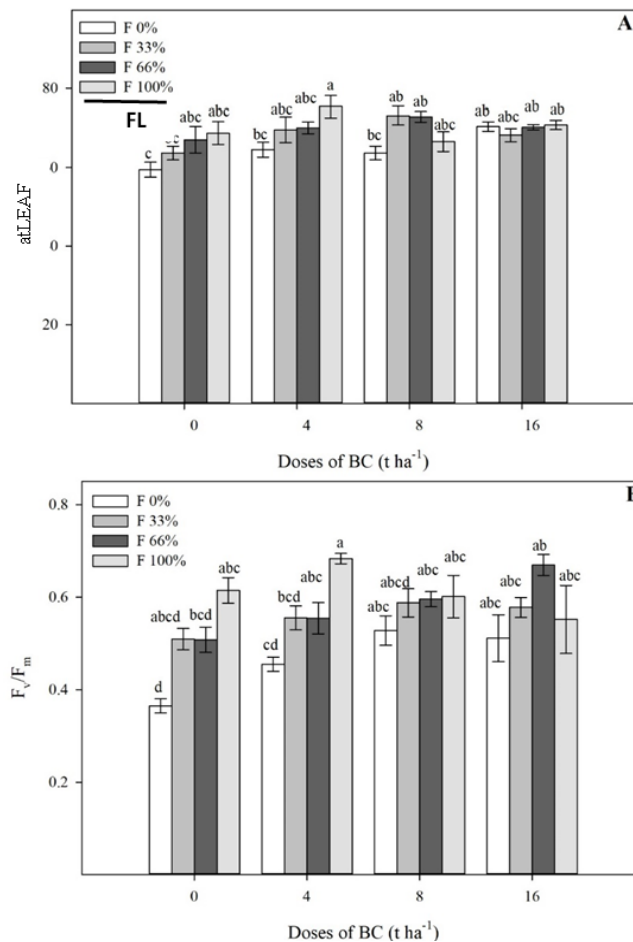 A
F 0%
F 33%
F 66%
F 100%
FL
80
0
0
20
atLEAF
c
abc
abc
bc
abc
abc
a
bc
ab
ab
abc
ab
abc
ab
ab
0
4
8
16
Doses of BC (t ha⁻¹)
F 0%
F 33%
F 66%
F 100%
0.8
0.6
0.4
0.2
Fᵥ/Fₘ
d
abcd
bcd
abc
cd
bcd
abc
a
abc
abcd
abc
abc
abc
abc
ab
abc
0
4
8
16
Doses of BC (t ha⁻¹)